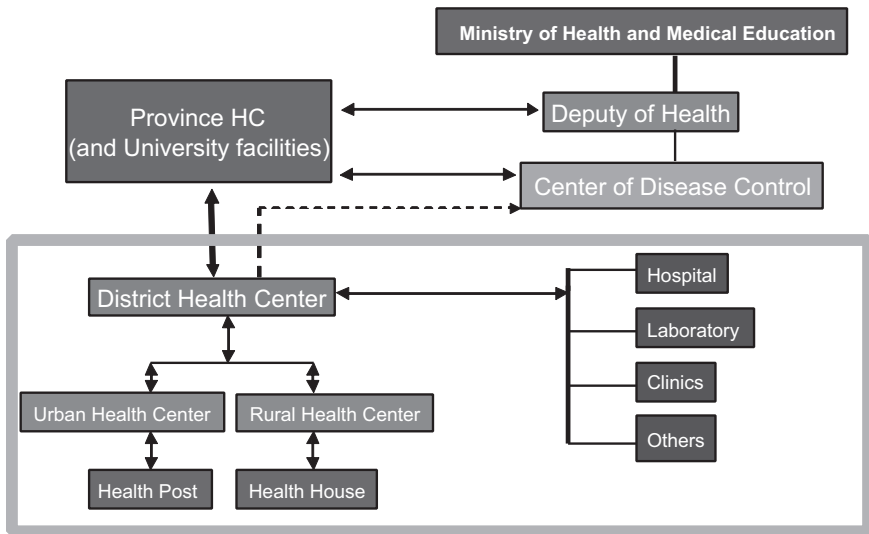 Ministry of Health and Medical Education
Province HC
(and University facilities)
Deputy of Health
Center of Disease Control
District Health Center
Hospital
Laboratory
Clinics
Others
Urban Health Center
Rural Health Center
Health Post
Health House